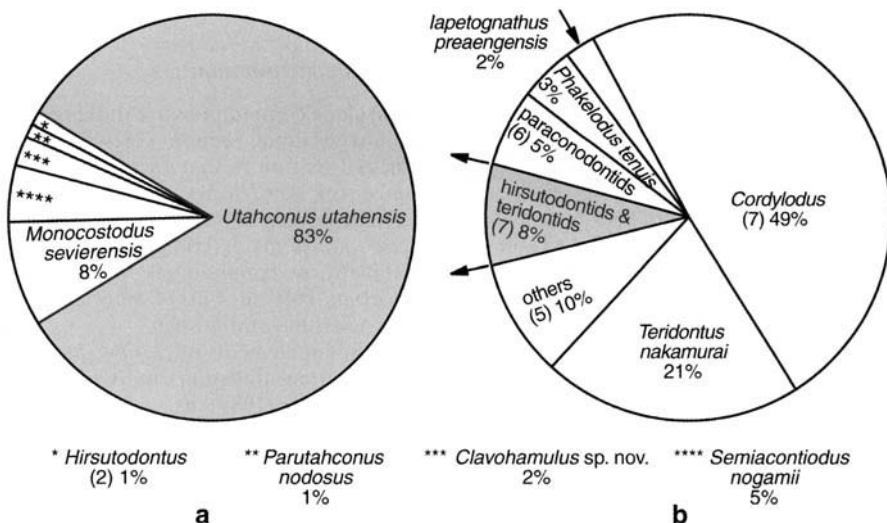 *
**
***
****
Utahconus utahensis
83%
Monocostodus
sevierensis
8%
Iapetognathus
preaengensis
2%
Phakelodus tenuis
3%
paraconodontids
(6) 5%
hirsutodontids &
teridontids
(7) 8%
others
(5) 10%
Teridontus
nakamurai
21%
Cordylodus
(7) 49%
* Hirsutodontus
(2) 1%
** Parutahconus
nodosus
1%
*** Clavohamulus sp. nov.
2%
**** Semiacontiodus
nogamii
5%
a
b